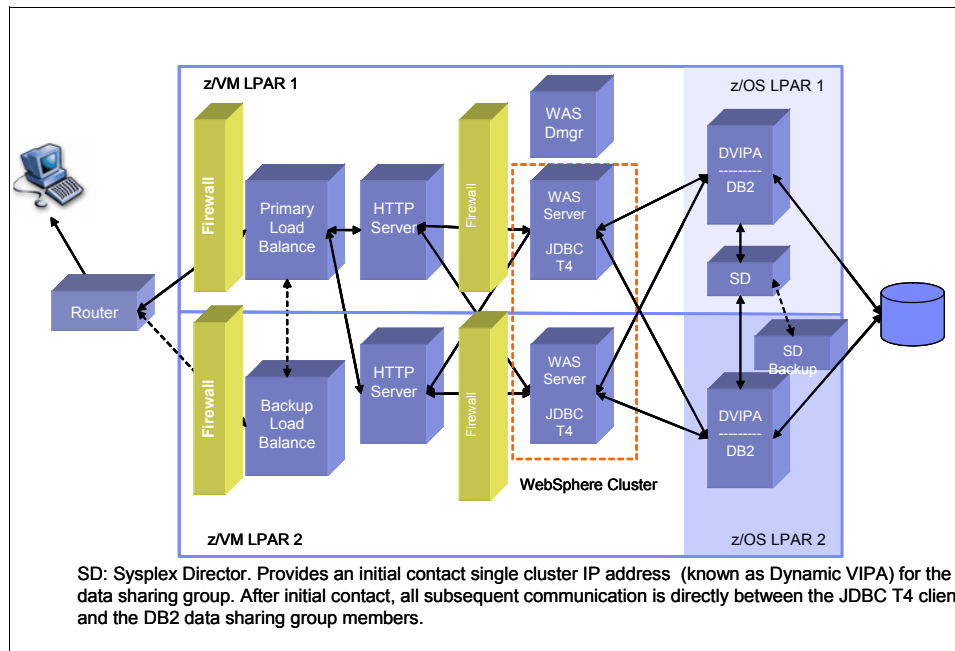 z/VM LPAR 1
z/OS LPAR 1
WAS
Dmgr
Firewall
Primary
Load
Balance
HTTP
Server
Firewall
WAS
Server
JDBC
T4
DVIPA
---------
DB2
SD
Router
SD
Backup
Firewall
Backup
Load
Balance
HTTP
Server
Firewall
WAS
Server
JDBC
T4
DVIPA
---------
DB2
WebSphere Cluster
z/VM LPAR 2
z/OS LPAR 2
SD: Sysplex Director. Provides an initial contact single cluster IP address (known as Dynamic VIPA) for the
data sharing group. After initial contact, all subsequent communication is directly between the JDBC T4 clien
and the DB2 data sharing group members.